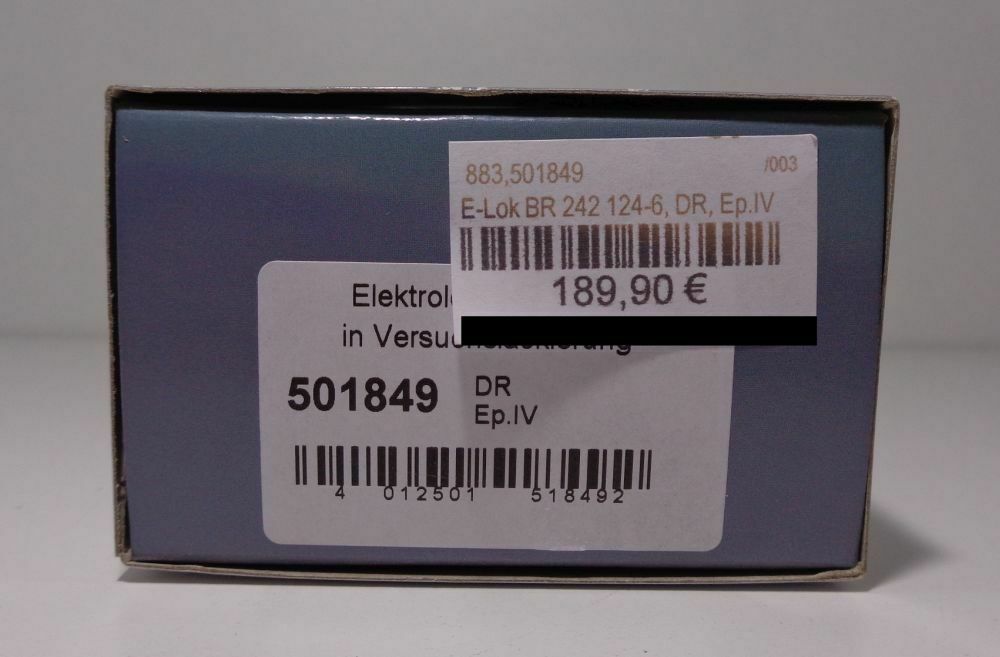 883,501849 /003
E-Lok BR 242 124-6, DR, Ep.IV
189,90 €
in
501849 DR
Ep.IV
4 012501 518492